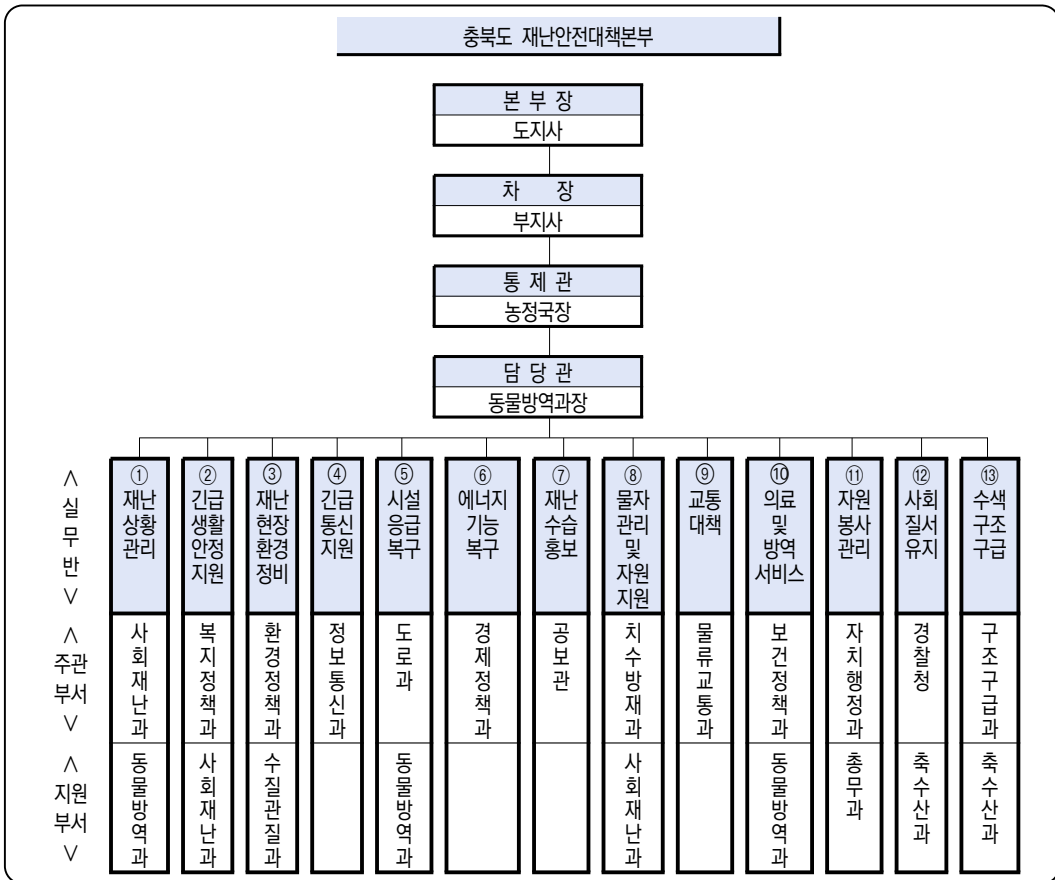 충북도 재난안전대책본부
본 부 장
도지사
차 장
부지사
통 제 관
농정국장
담 당 관
동물방역과장
<실무반>
①
재난
상황
관리
②
긴급
생활
안정
지원
③
재난
현장
환경
정비
④
긴급
통신
지원
⑤
시설
응급
복구
⑥
에너지
기능
복구
⑦
재난
수습
홍보
⑧
물자
관리
및
자원
지원
⑨
교통
대책
⑩
의료
및
방역
서비스
⑪
자원
봉사
관리
⑫
사회
질서
유지
⑬
수색
구조
구급
<주관
부서>
사회재난과
복지정책과
환경정책과
정보통신과
도로과
경제정책과
공보관
치수방재과
물류교통과
보건정책과
자치행정과
경찰청
구조구급과
<지원
부서>
동물방역과
사회재난과
수질관질과
동물방역과
사회재난과
동물방역과
총무과
축수산과
축수산과